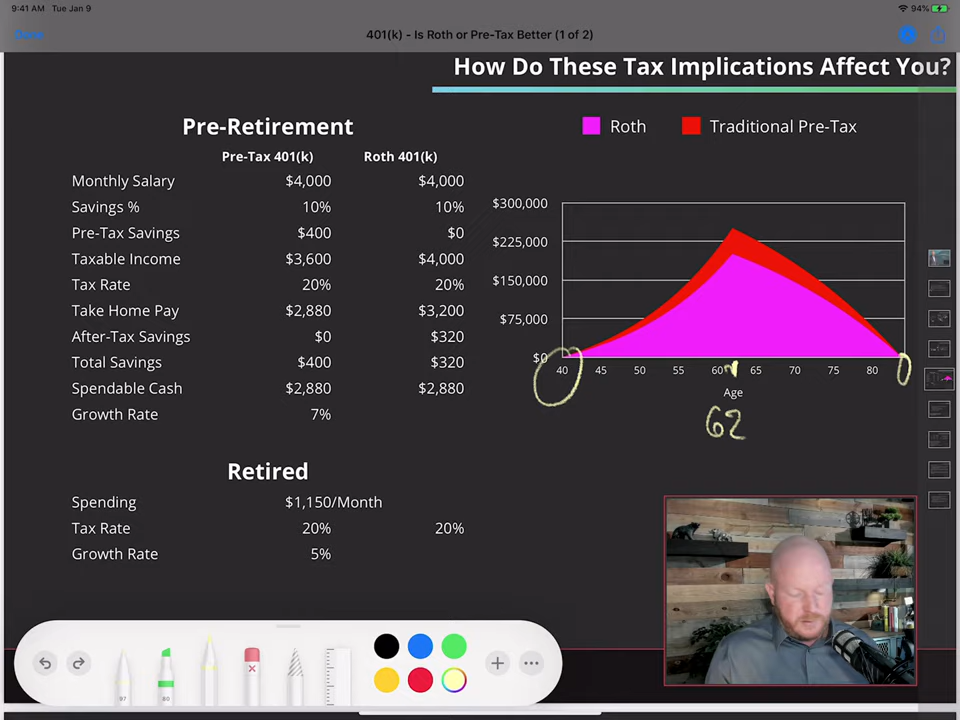 9:41 AM Tue Jan 9
94%
Done
401(k) - Is Roth or Pre-Tax Better (1 of 2)
How Do These Tax Implications Affect You?
Pre-Retirement
Pre-Tax 401(k) Roth 401(k)
Monthly Salary $4,000 $4,000
Savings % 10% 10%
Pre-Tax Savings $400 $0
Taxable Income $3,600 $4,000
Tax Rate 20% 20%
Take Home Pay $2,880 $3,200
After-Tax Savings $0 $320
Total Savings $400 $320
Spendable Cash $2,880 $2,880
Growth Rate 7%
Retired
Spending $1,150/Month
Tax Rate 20% 20%
Growth Rate 5%
Roth Traditional Pre-Tax
$300,000
$225,000
$150,000
$75,000
$0
40 45 50 55 60 65 70 75 80
Age
62
97 80